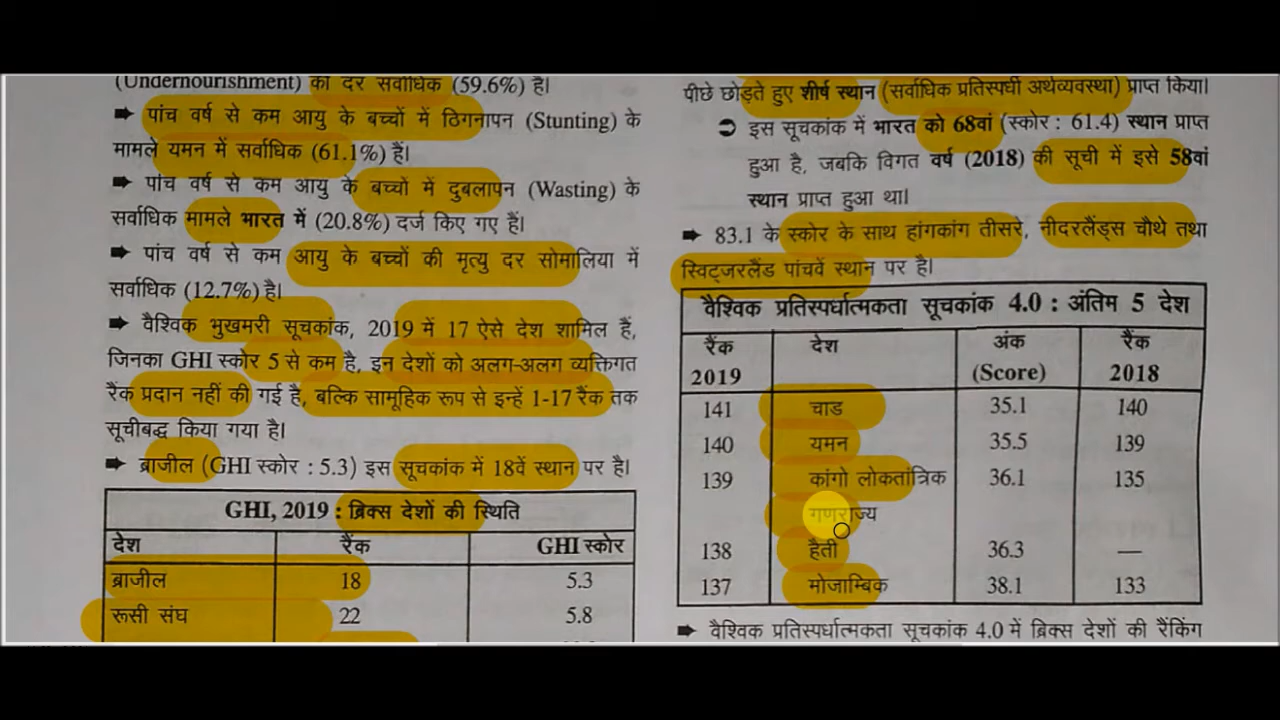 (Undernourishment) की दर सर्वाधिक (59.6%) है।
➡ पांच वर्ष से कम आयु के बच्चों में ठिगनापन (Stunting) के
मामले यमन में सर्वाधिक (61.1%) हैं।
➡ पांच वर्ष से कम आयु के बच्चों में दुबलापन (Wasting) के
सर्वाधिक मामले भारत में (20.8%) दर्ज किए गए हैं।
➡ पांच वर्ष से कम आयु के बच्चों की मृत्यु दर सोमालिया में
सर्वाधिक (12.7%) है।
➡ वैश्विक भुखमरी सूचकांक, 2019 में 17 ऐसे देश शामिल हैं,
जिनका GHI स्कोर 5 से कम है, इन देशों को अलग-अलग व्यक्तिगत
रैंक प्रदान नहीं की गई है, बल्कि सामूहिक रूप से इन्हें 1-17 रैंक तक
सूचीबद्ध किया गया है।
➡ ब्राजील (GHI स्कोर : 5.3) इस सूचकांक में 18वें स्थान पर है।
GHI, 2019 : ब्रिक्स देशों की स्थिति
देश रैंक GHI स्कोर
ब्राजील 18 5.3
रूसी संघ 22 5.8
पीछे छोड़ते हुए शीर्ष स्थान (सर्वाधिक प्रतिस्पर्धी अर्थव्यवस्था) प्राप्त किया।
➲ इस सूचकांक में भारत को 68वां (स्कोर : 61.4) स्थान प्राप्त
हुआ है, जबकि विगत वर्ष (2018) की सूची में इसे 58वां
स्थान प्राप्त हुआ था।
➡ 83.1 के स्कोर के साथ हांगकांग तीसरे, नीदरलैंड्स चौथे तथा
स्विट्जरलैंड पांचवें स्थान पर है।
वैश्विक प्रतिस्पर्धात्मकता सूचकांक 4.0 : अंतिम 5 देश
रैंक देश अंक रैंक
2019 (Score) 2018
141 चाड 35.1 140
140 यमन 35.5 139
139 कांगो लोकतांत्रिक 36.1 135
गणराज्य
138 हैती 36.3 —
137 मोजाम्बिक 38.1 133
➡ वैश्विक प्रतिस्पर्धात्मकता सूचकांक 4.0 में ब्रिक्स देशों की रैंकिंग